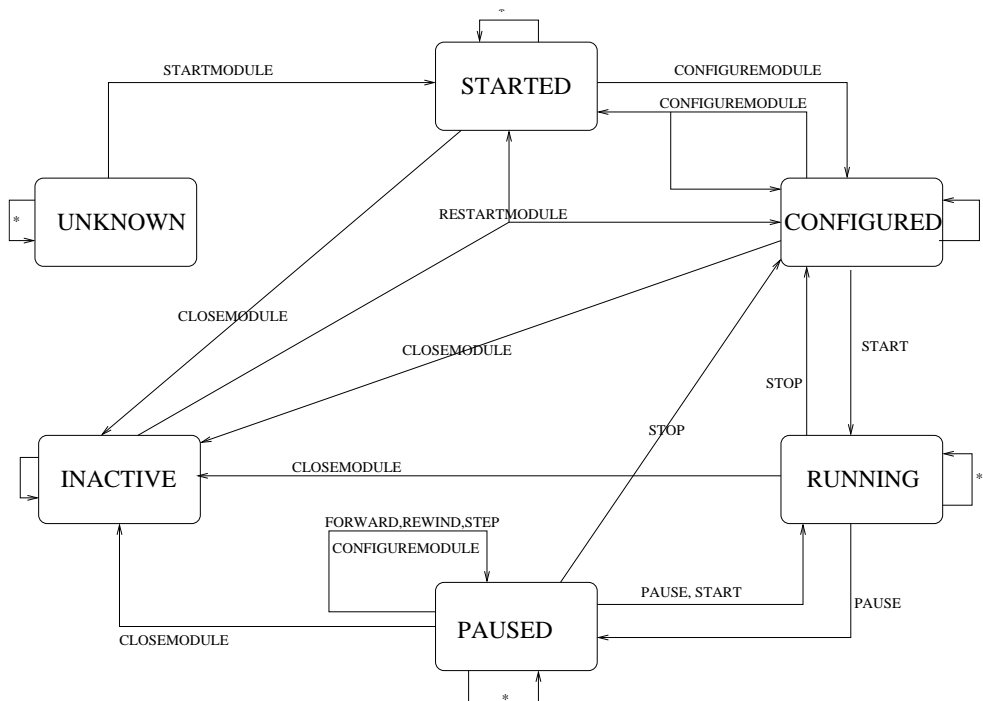 *
STARTMODULE
STARTED
CONFIGUREMODULE
CONFIGUREMODULE
*
UNKNOWN
RESTARTMODULE
CONFIGURED
CLOSEMODULE
CLOSEMODULE
START
STOP
STOP
INACTIVE
CLOSEMODULE
RUNNING
*
FORWARD,REWIND,STEP
CONFIGUREMODULE
PAUSE, START
PAUSE
CLOSEMODULE
PAUSED
*